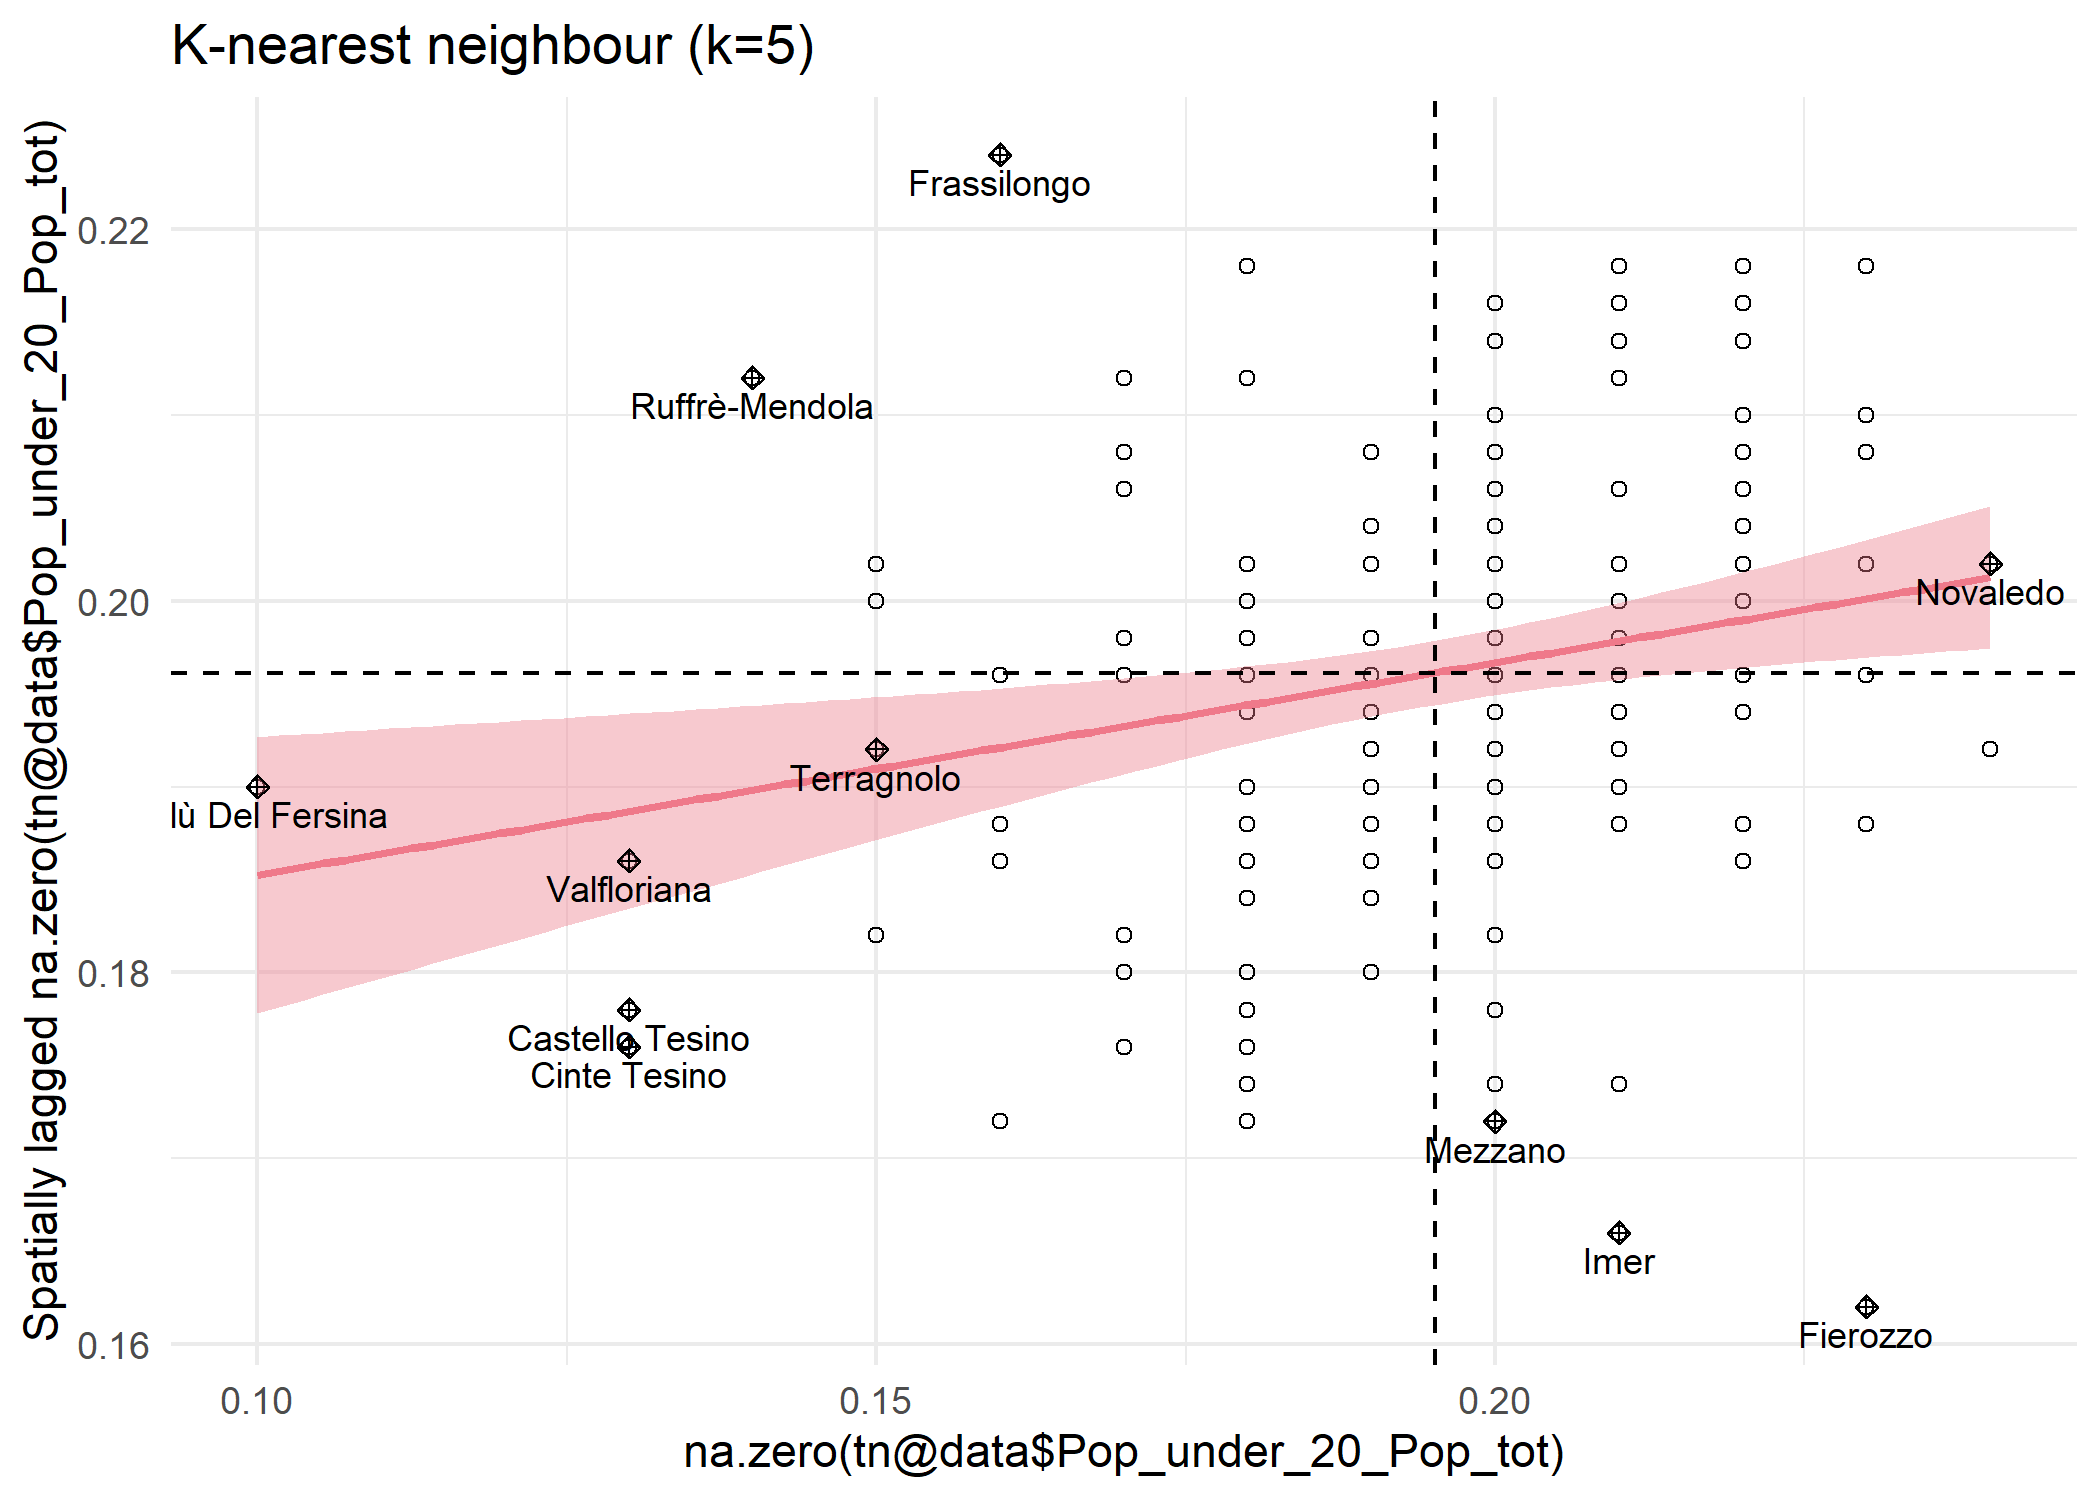 K-nearest neighbour (k=5)
Spatially lagged na.zero(tn@data$Pop_under_20_Pop_tot)
0.22
0.20
0.18
0.16
Frassilongo
Ruffrè-Mendola
Novaledo
Terragnolo
lù Del Fersina
Valfloriana
Castello Tesino
Cinte Tesino
Mezzano
Imer
Fierozzo
0.10 0.15 0.20
na.zero(tn@data$Pop_under_20_Pop_tot)